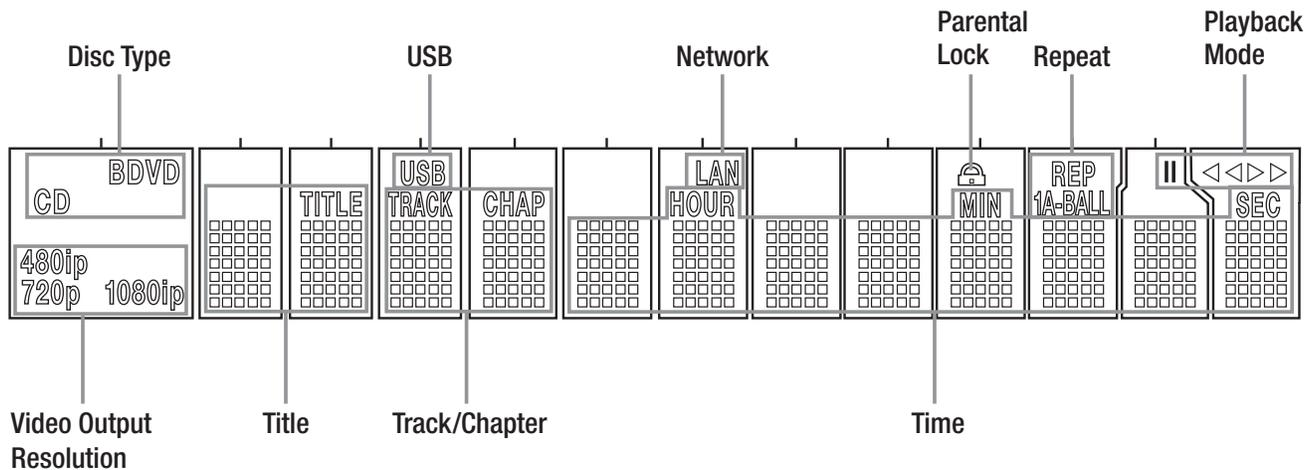 Parental Lock
Playback Mode
Disc Type
USB
Network
Repeat
BDVD
CD
USB
LAN
REP
TITLE
TRACK
CHAP
HOUR
MIN
1A-BALL
SEC
480ip
720p
1080ip
Video Output Resolution
Title
Track/Chapter
Time